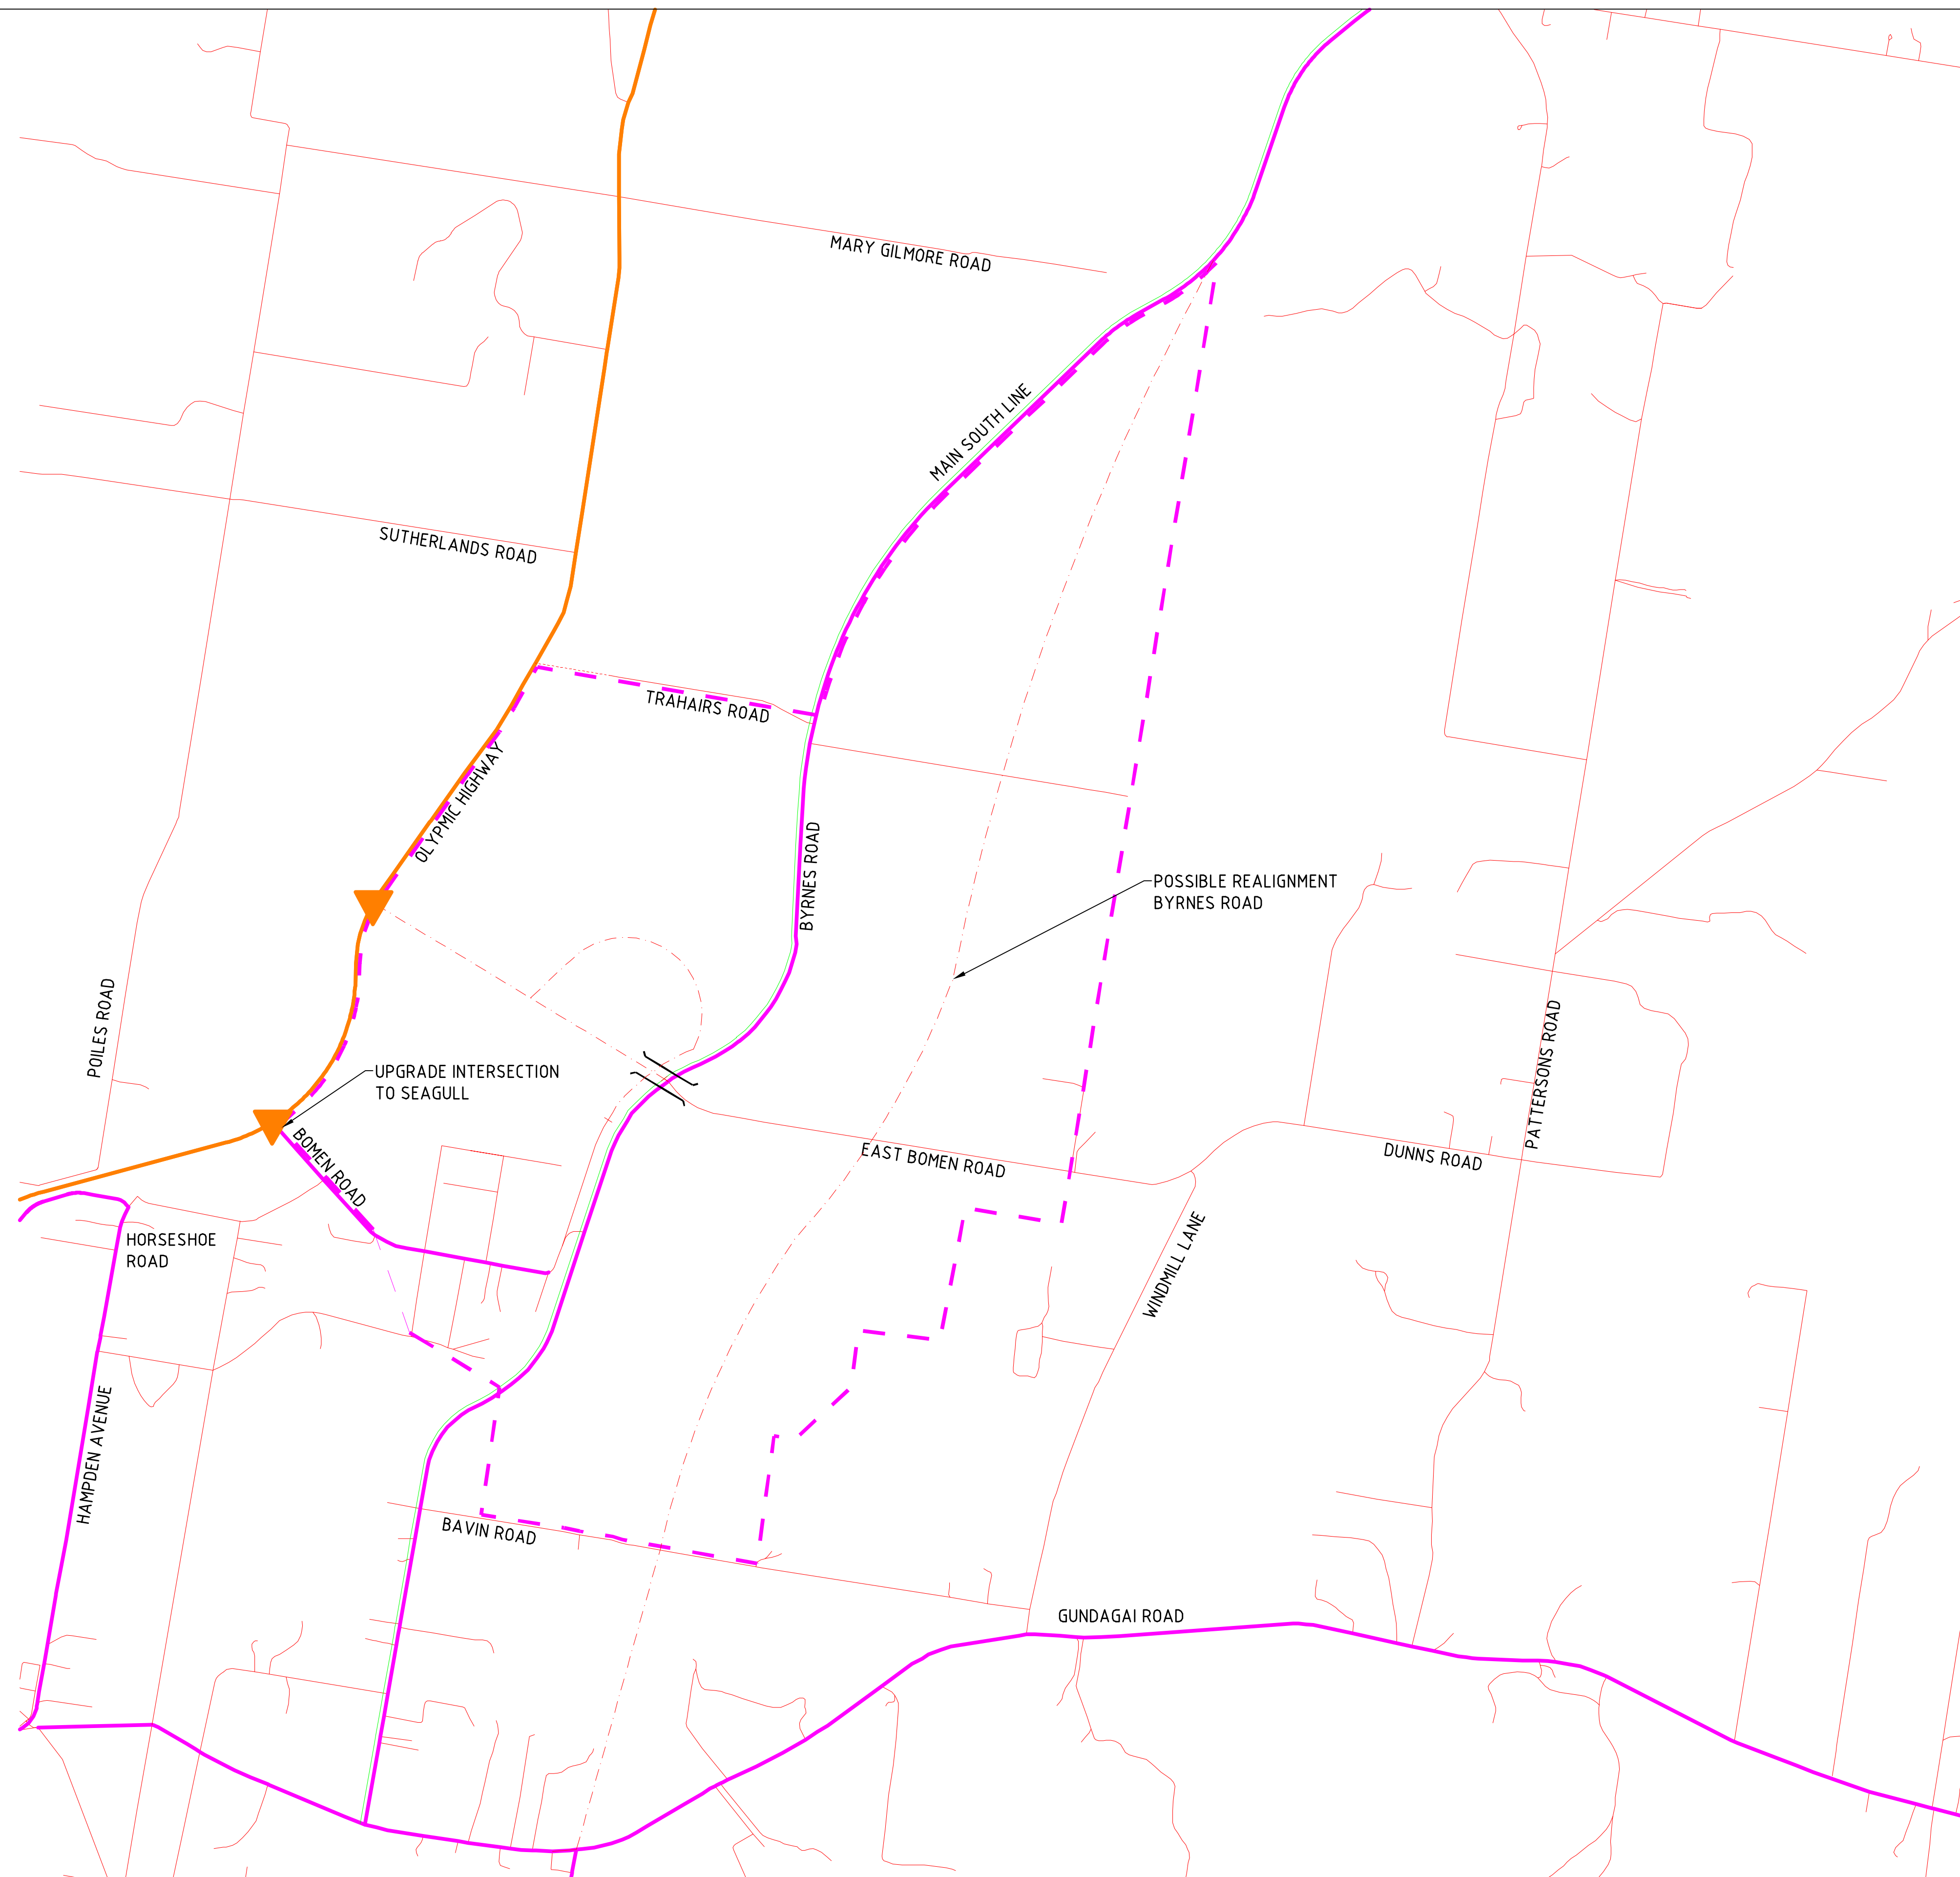 MARY GILMORE ROAD
MAIN SOUTH LINE
SUTHERLANDS ROAD
TRAHAIRS ROAD
OLYPMIC HIGHWAY
BYRNES ROAD
POSSIBLE REALIGNMENT
BYRNES ROAD
POILES ROAD
UPGRADE INTERSECTION
TO SEAGULL
PATTERSONS ROAD
BOMEN ROAD
EAST BOMEN ROAD
DUNNS ROAD
HORSESHOE
ROAD
WINDMILL LANE
HAMPDEN AVENUE
BAVIN ROAD
GUNDAGAI ROAD